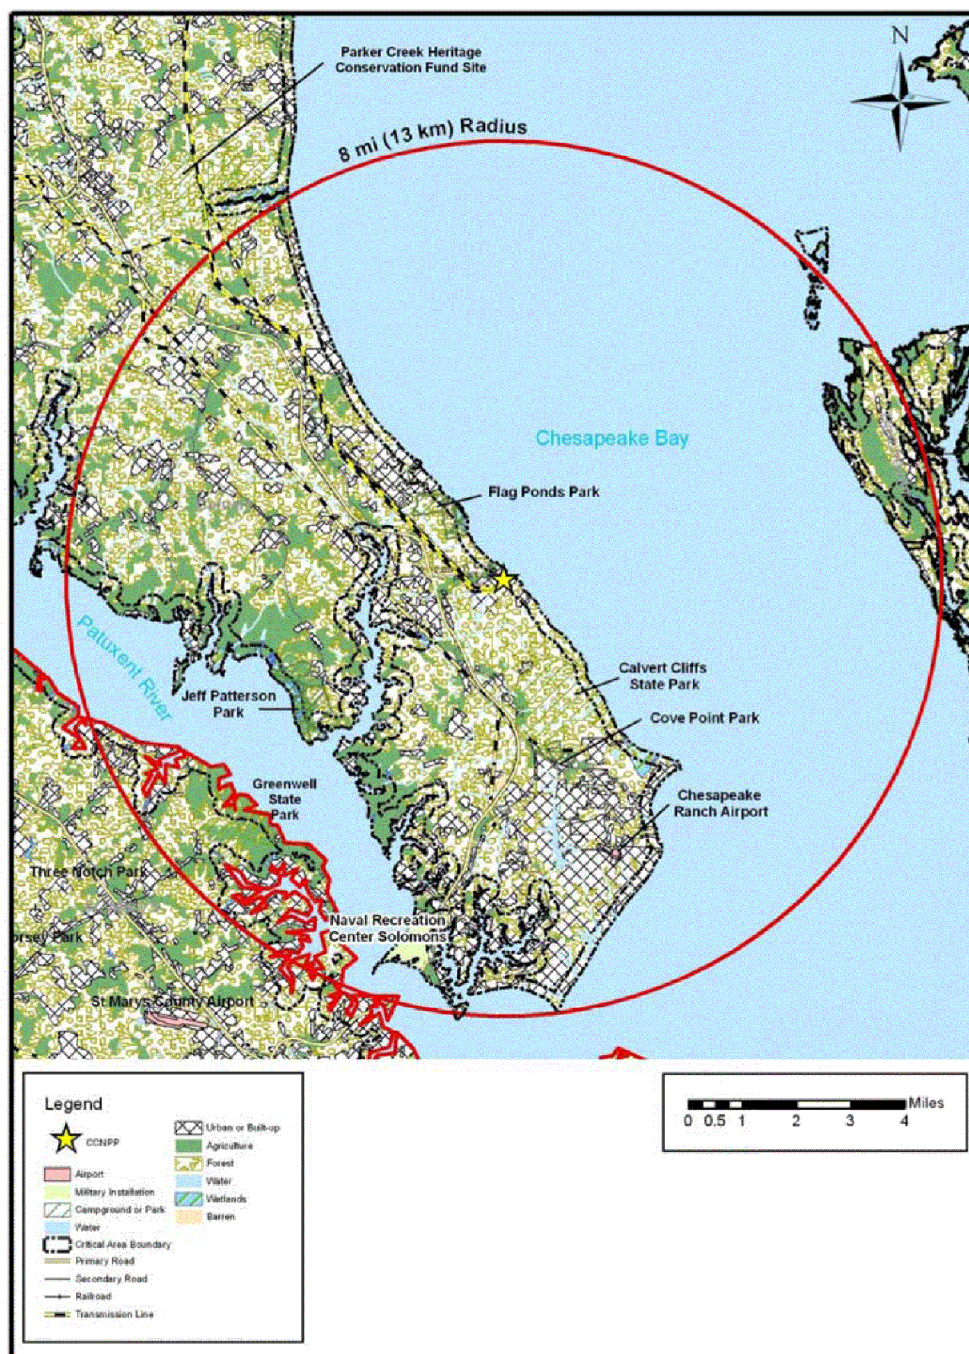 Parker Creek Heritage
Conservation Fund Site
N
8 mi (13 km) Radius
Chesapeake Bay
Flag Ponds Park
Patuxent River
Calvert Cliffs
State Park
Jeff Patterson
Park
Cove Point Park
Greenwell
State
Park
Chesapeake
Ranch Airport
Three Notch Park
Naval Recreation
Center Solomons
orsey Park
St Marys County Airport
Legend
CCNPP
Airport
Military Installation
Campground or Park
Water
Critical Area Boundary
Primary Road
Secondary Road
Railroad
Transmission Line
Urban or Built-up
Agriculture
Forest
Water
Wetlands
Barren
Miles
0 0.5 1 2 3 4